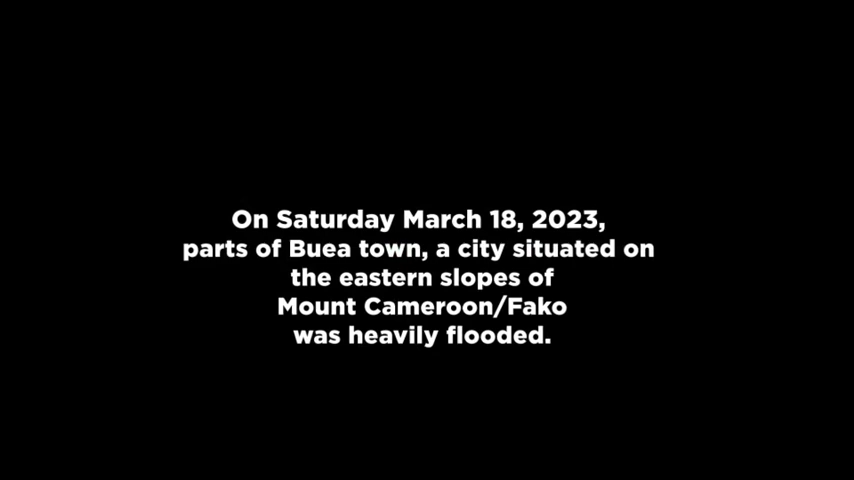 On Saturday March 18, 2023,
parts of Buea town, a city situated on
the eastern slopes of
Mount Cameroon/Fako
was heavily flooded.